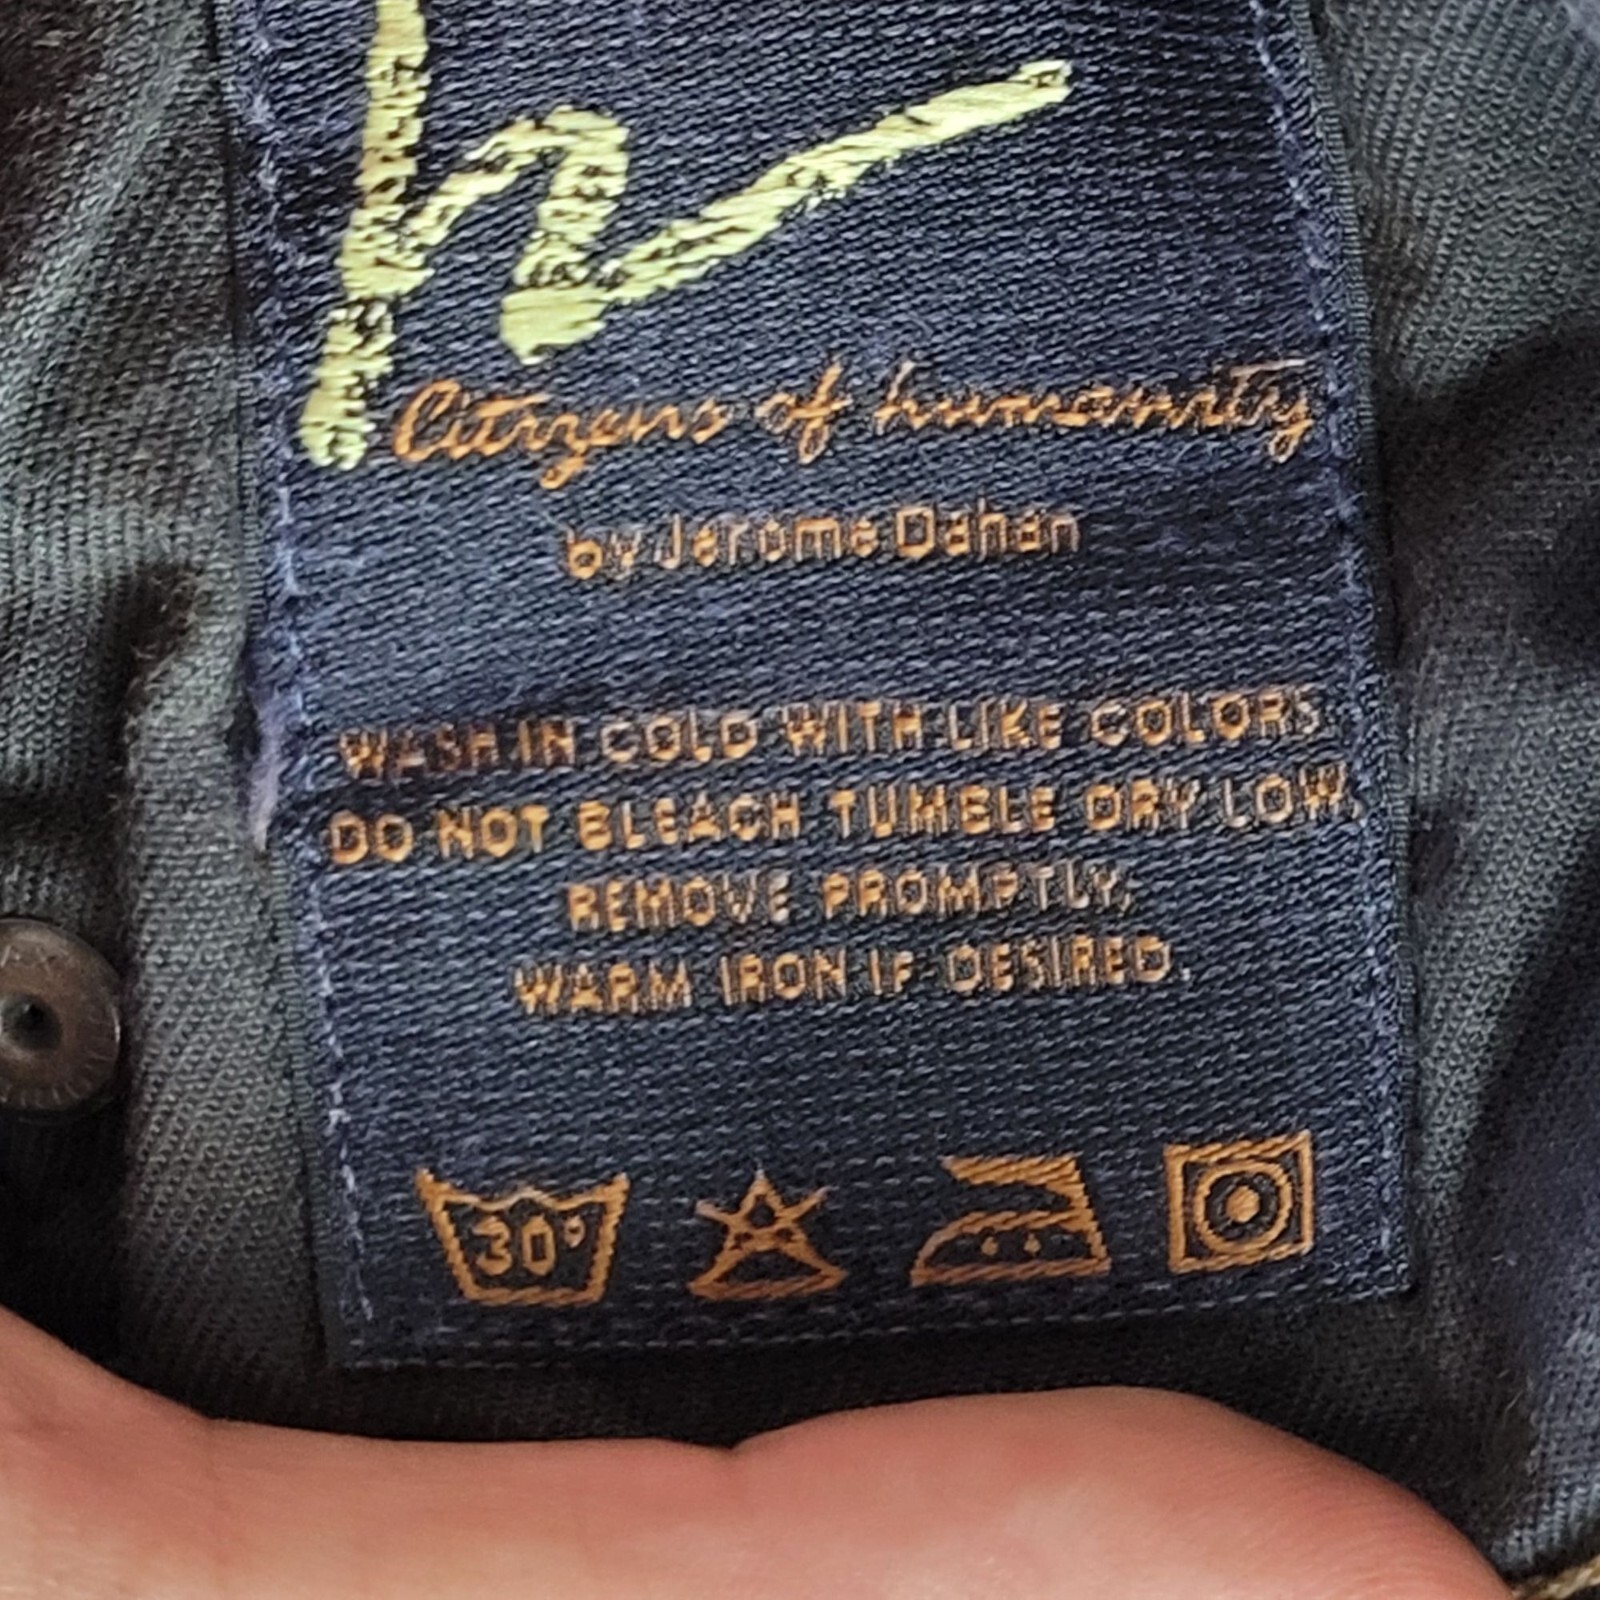 h
Citizens of humanity
by Jerome Dahan
WASH IN COLD WITH LIKE COLORS
DO NOT BLEACH TUMBLE DRY LOW.
REMOVE PROMPTLY,
WARM IRON IF DESIRED.
30°